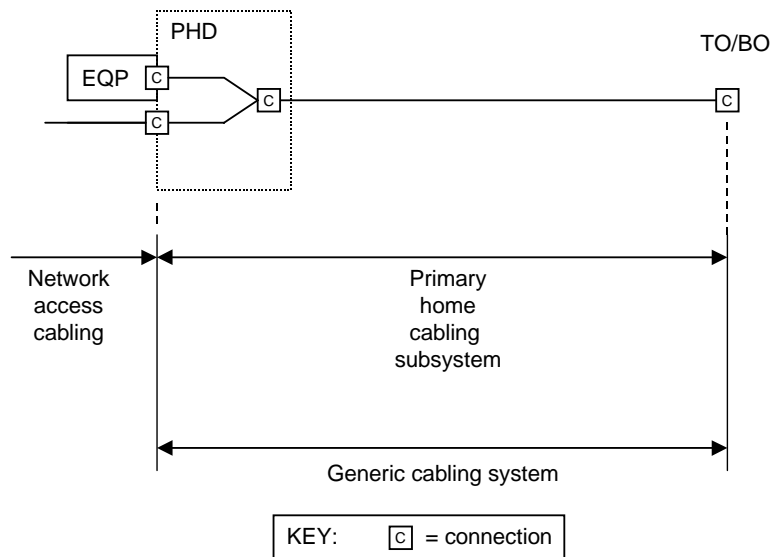 PHD
TO/BO
EQP
C
C
C
C
Network
access
cabling
Primary
home
cabling
subsystem
Generic cabling system
KEY: C = connection